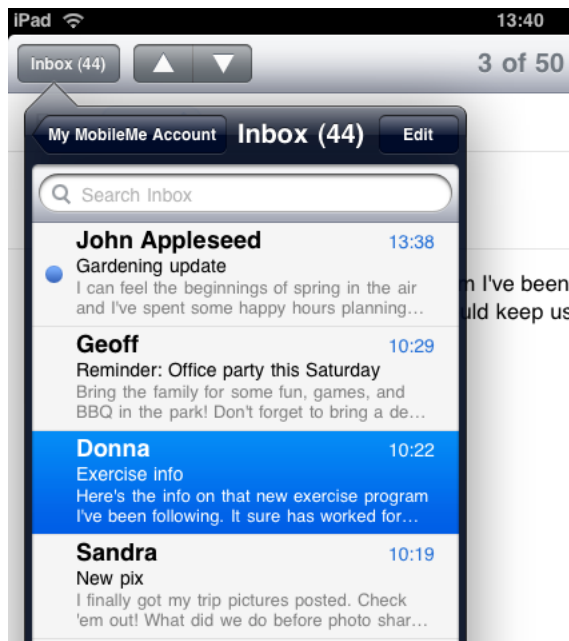 iPad 13:40
Inbox (44) 3 of 50
My MobileMe Account Inbox (44) Edit
Search Inbox
John Appleseed 13:38
Gardening update
I can feel the beginnings of spring in the air
and I've spent some happy hours planning...
Geoff 10:29
Reminder: Office party this Saturday
Bring the family for some fun, games, and
BBQ in the park! Don't forget to bring a de...
Donna 10:22
Exercise info
Here's the info on that new exercise program
I've been following. It sure has worked for...
Sandra 10:19
New pix
I finally got my trip pictures posted. Check
'em out! What did we do before photo shar...
I've been
keep us